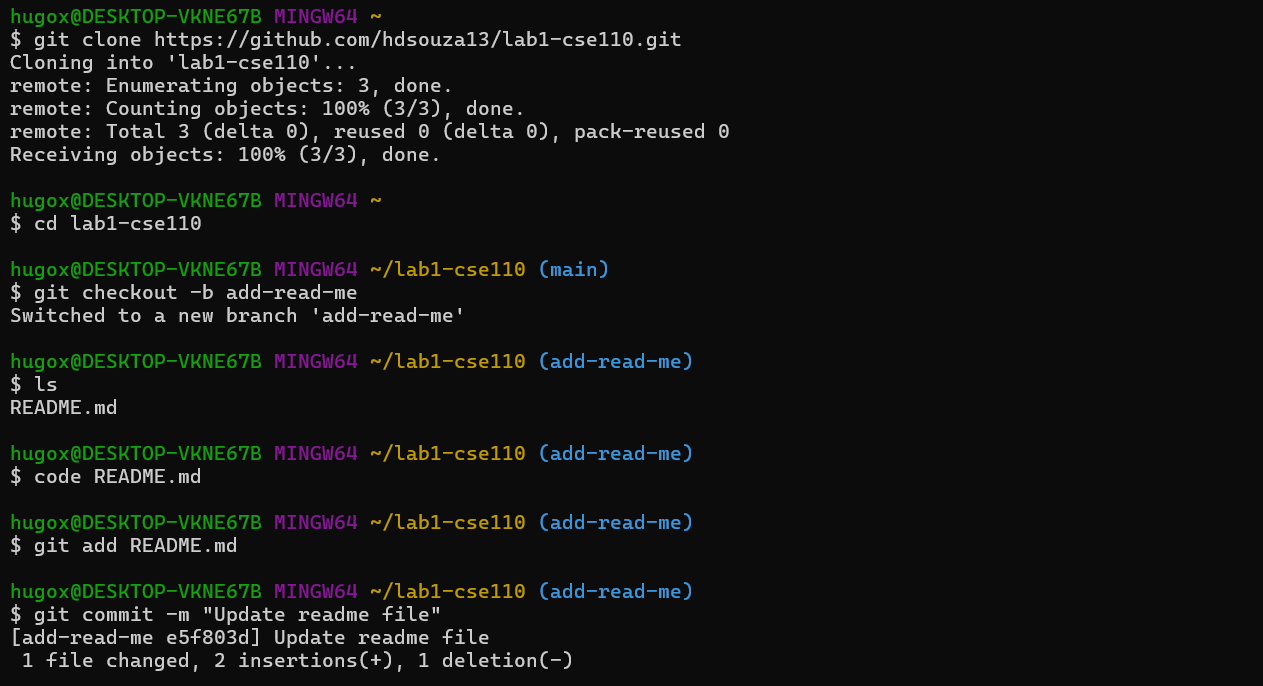 hugox@DESKTOP-VKNE67B MINGW64 ~
$ git clone https://github.com/hdsouza13/lab1-cse110.git
Cloning into 'lab1-cse110'...
remote: Enumerating objects: 3, done.
remote: Counting objects: 100% (3/3), done.
remote: Total 3 (delta 0), reused 0 (delta 0), pack-reused 0
Receiving objects: 100% (3/3), done.

hugox@DESKTOP-VKNE67B MINGW64 ~
$ cd lab1-cse110

hugox@DESKTOP-VKNE67B MINGW64 ~/lab1-cse110 (main)
$ git checkout -b add-read-me
Switched to a new branch 'add-read-me'

hugox@DESKTOP-VKNE67B MINGW64 ~/lab1-cse110 (add-read-me)
$ ls
README.md

hugox@DESKTOP-VKNE67B MINGW64 ~/lab1-cse110 (add-read-me)
$ code README.md

hugox@DESKTOP-VKNE67B MINGW64 ~/lab1-cse110 (add-read-me)
$ git add README.md

hugox@DESKTOP-VKNE67B MINGW64 ~/lab1-cse110 (add-read-me)
$ git commit -m "Update readme file"
[add-read-me e5f803d] Update readme file
 1 file changed, 2 insertions(+), 1 deletion(-)